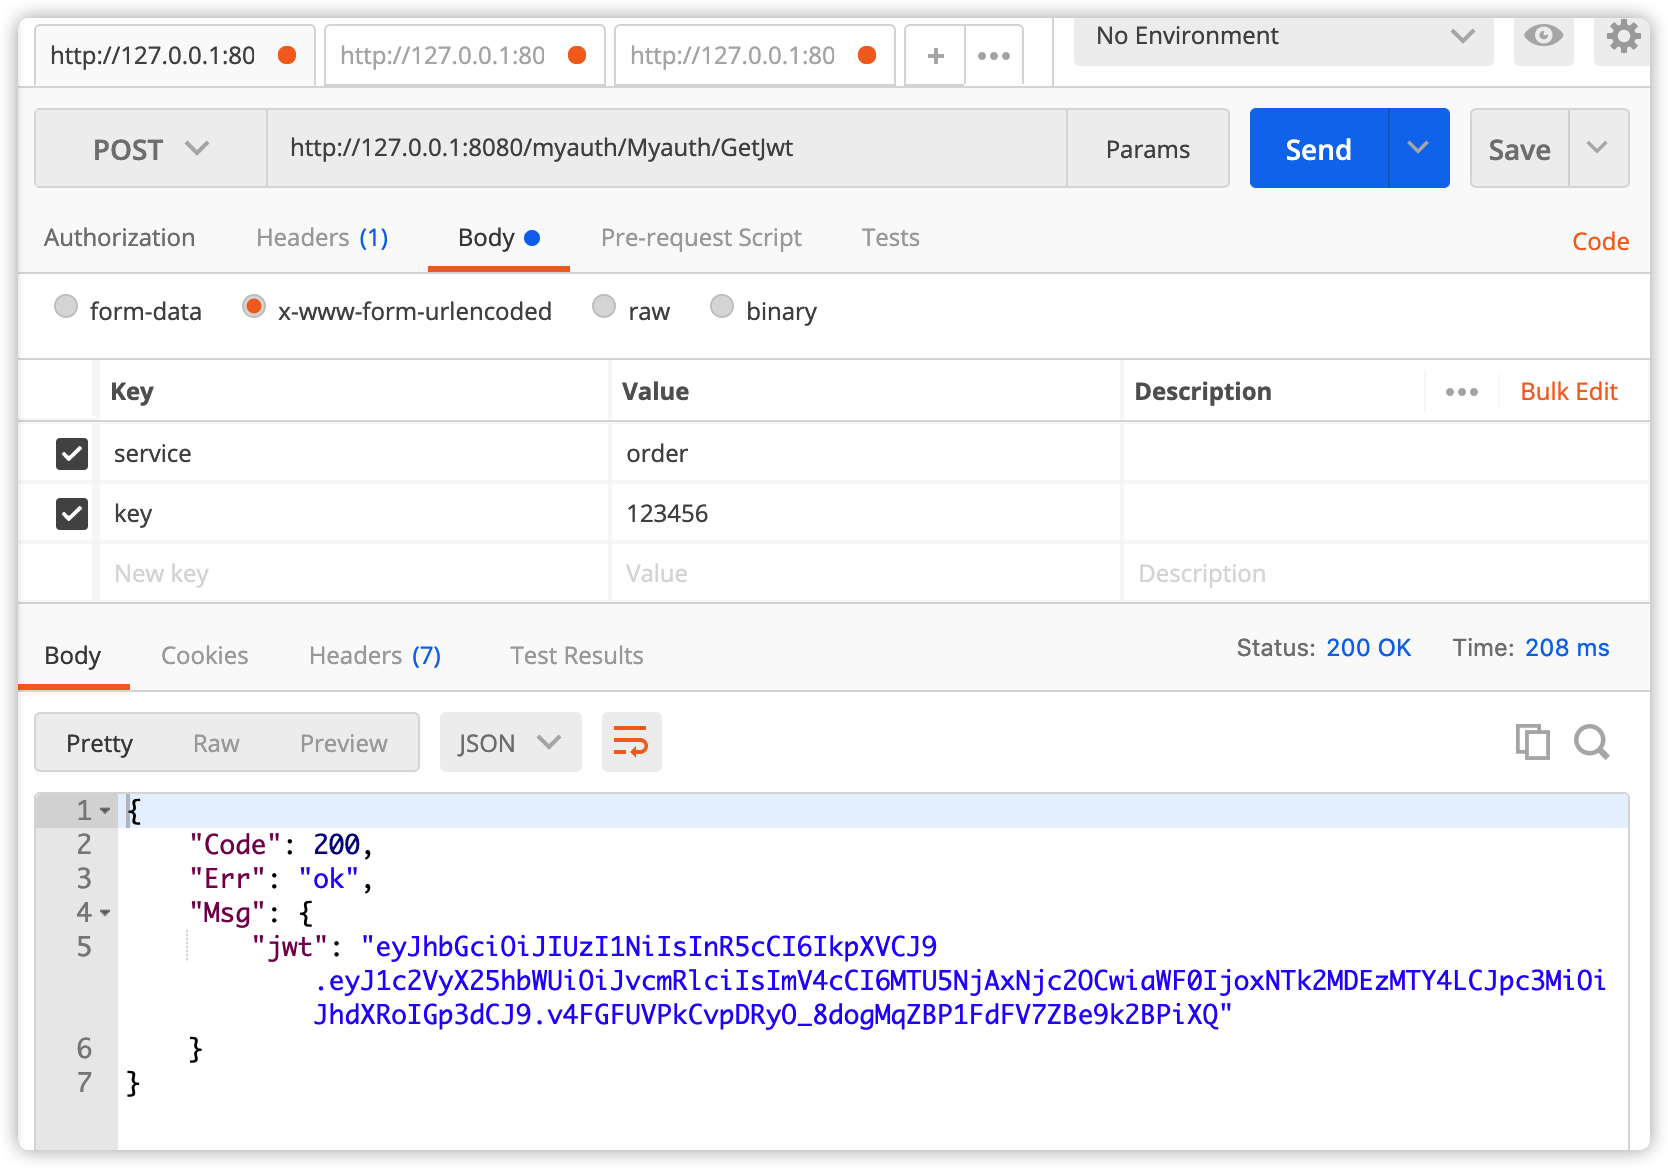 http://127.0.0.1:80 http://127.0.0.1:80 http://127.0.0.1:80 + No Environment
POST http://127.0.0.1:8080/myauth/Myauth/GetJwt Params Send Save
Authorization Headers (1) Body Pre-request Script Tests Code
form-data x-www-form-urlencoded raw binary
Key Value Description Bulk Edit
service order
key 123456
New key Value Description
Body Cookies Headers (7) Test Results Status: 200 OK Time: 208 ms
Pretty Raw Preview JSON
1 {
2 "Code": 200,
3 "Err": "ok",
4 "Msg": {
5 "jwt": "eyJhbGciOiJIUzI1NiIsInR5cCI6IkpXVCJ9
.eyJ1c2VyX25hbWUiOiJvcmRlciIsImV4cCI6MTU5NjAxNjc2OCwiaWF0IjoxNTk2MDEzMTY4LCJpc3MiOi
JhdXRoIGp3dCJ9.v4FGFUVPkCvpDRyO_8dogMqZBP1FdFV7ZBe9k2BPiXQ"
6 }
7 }